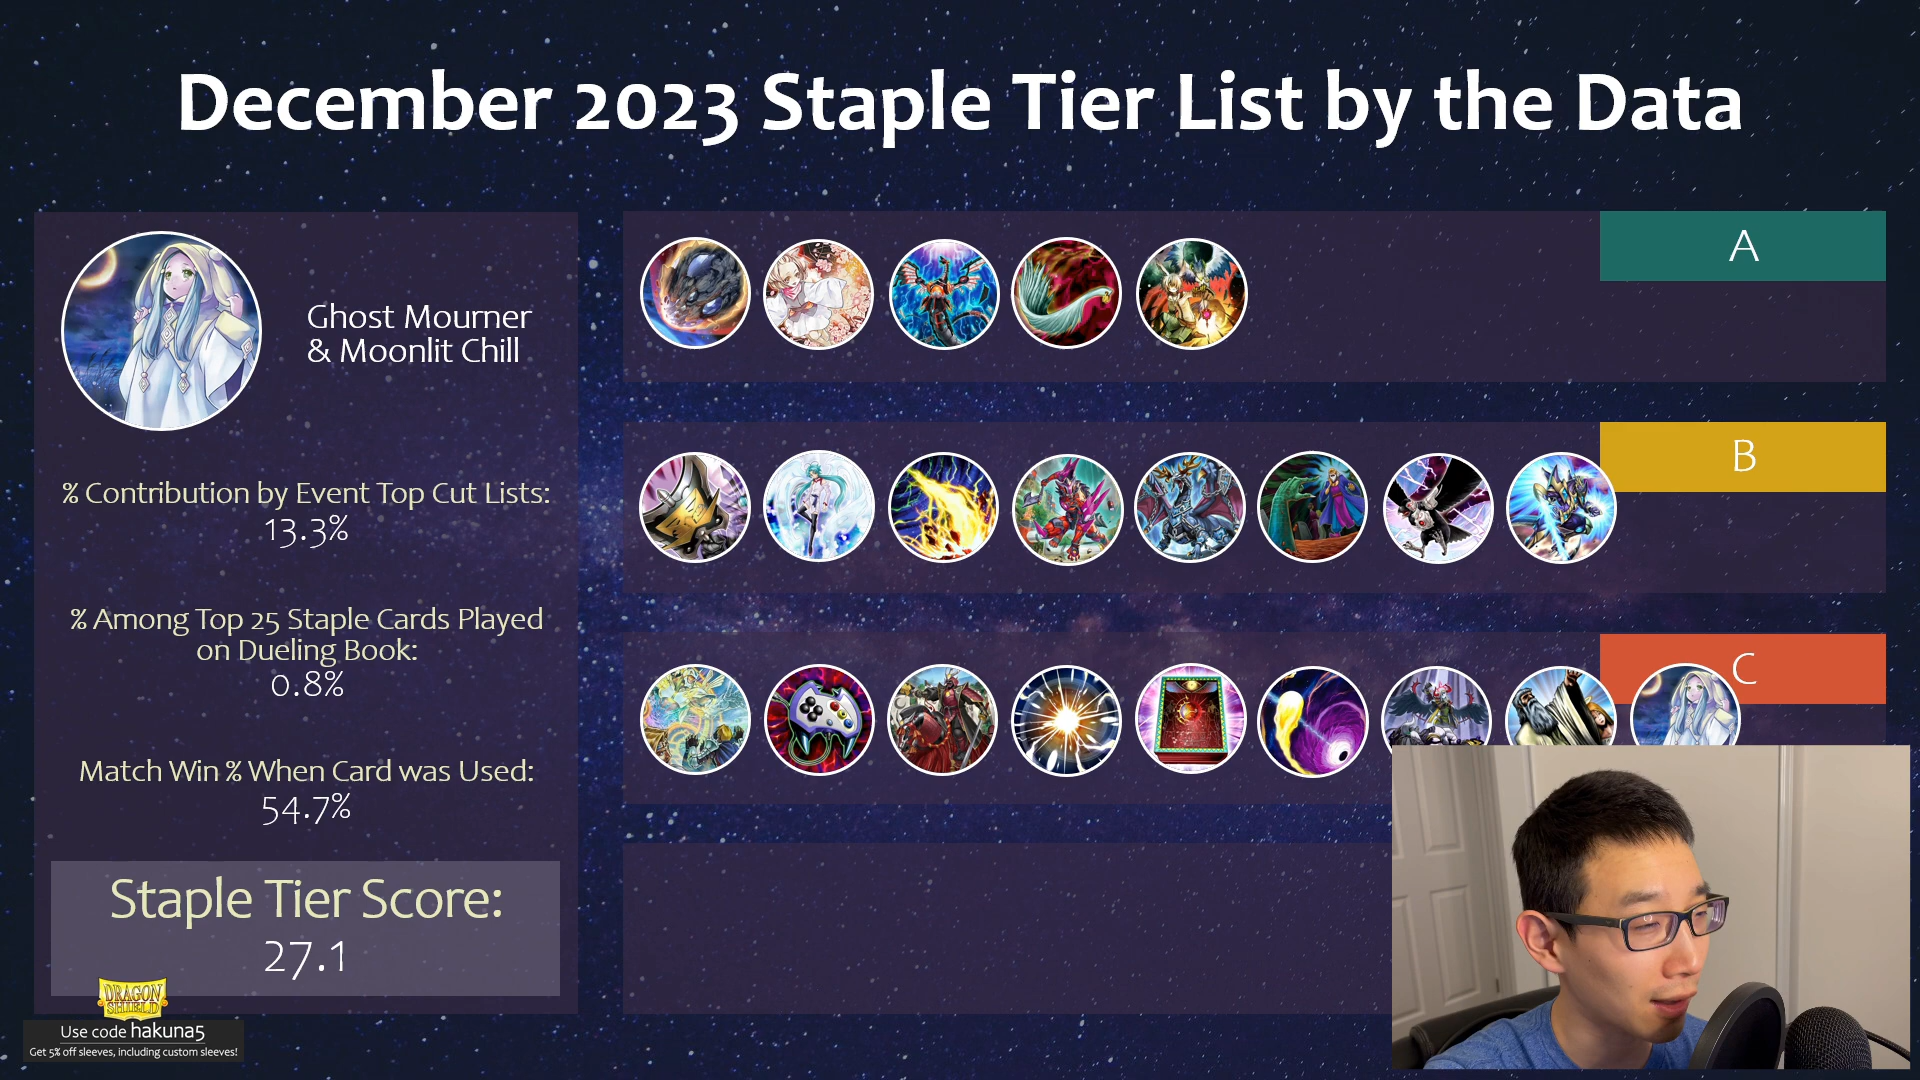 December 2023 Staple Tier List by the Data
Ghost Mourner
& Moonlit Chill
% Contribution by Event Top Cut Lists:
13.3%
% Among Top 25 Staple Cards Played
on Dueling Book:
0.8%
Match Win % When Card was Used:
54.7%
Staple Tier Score:
27.1
DRAGON
SHIELD
Use code hakuna5
Get 5% off sleeves, including custom sleeves!
A
B
C